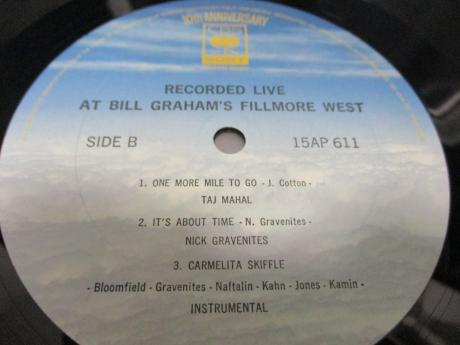 10th ANNIVERSARY
CBS
SONY
RECORDED LIVE
AT BILL GRAHAM'S FILLMORE WEST
SIDE B 15AP 611
1. ONE MORE MILE TO GO - J. Cotton -
TAJ MAHAL
2. IT'S ABOUT TIME - N. Gravenites -
NICK GRAVENITES
3. CARMELITA SKIFFLE
- Bloomfield - Gravenites - Naftalin - Kahn - Jones - Kamin -
INSTRUMENTAL